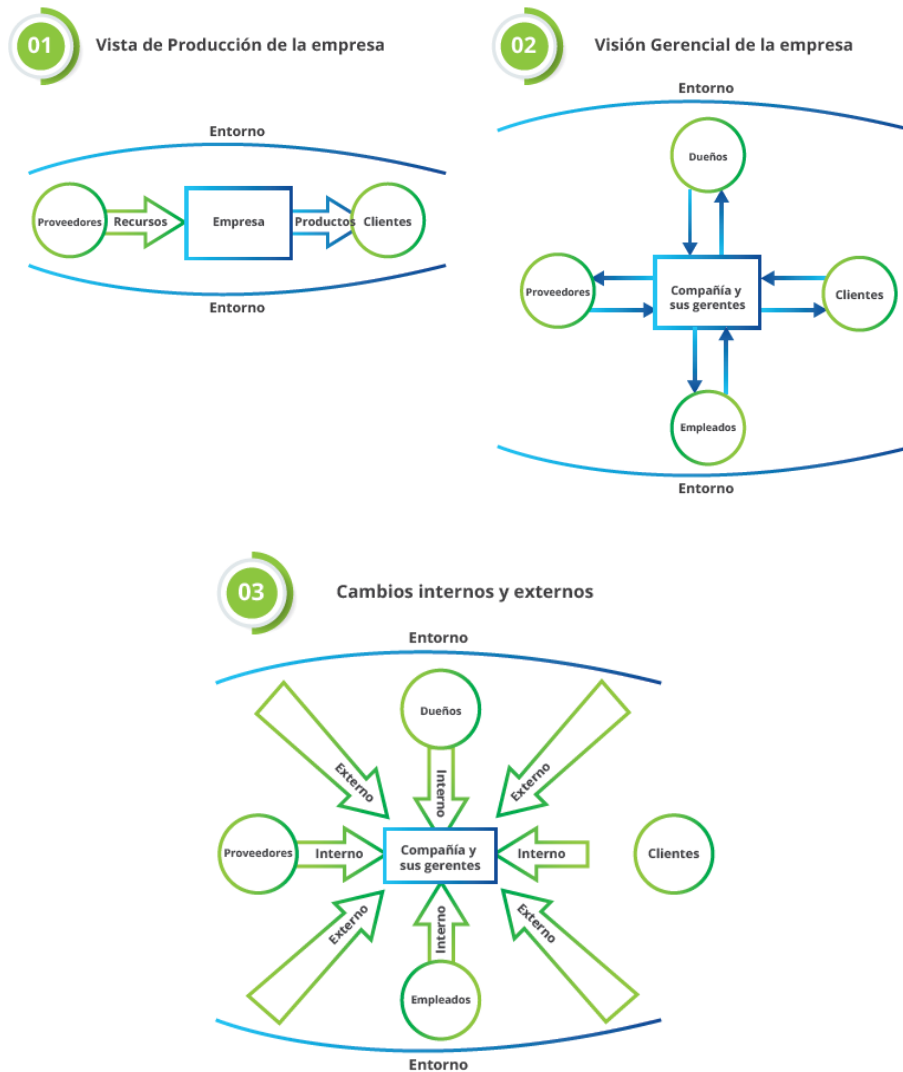 01
Vista de Producción de la empresa
Entorno
Proveedores
Recursos
Empresa
Productos
Clientes
Entorno
02
Visión Gerencial de la empresa
Entorno
Dueños
Proveedores
Compañía y
sus gerentes
Clientes
Empleados
Entorno
03
Cambios internos y externos
Entorno
Dueños
Externo
Interno
Externo
Proveedores
Interno
Compañía y
sus gerentes
Interno
Clientes
Externo
Interno
Externo
Empleados
Entorno